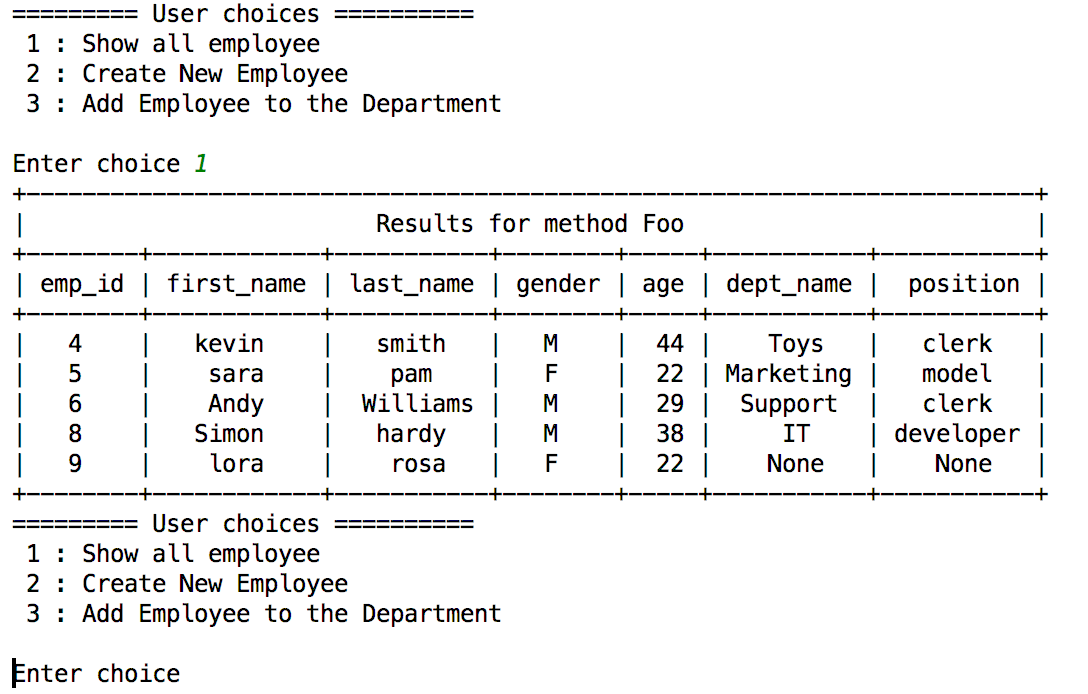 ========= User choices ==========
 1 : Show all employee
 2 : Create New Employee
 3 : Add Employee to the Department
Enter choice 1
+------------------------------------------------------------------------+
|                         Results for method Foo                         |
+--------+------------+-----------+--------+-----+-----------+-----------+
| emp_id | first_name | last_name | gender | age | dept_name |  position |
+--------+------------+-----------+--------+-----+-----------+-----------+
|   4    |   kevin    |   smith   |   M    |  44 |    Toys   |   clerk   |
|   5    |    sara    |    pam    |   F    |  22 | Marketing |   model   |
|   6    |    Andy    |  Williams |   M    |  29 |  Support  |   clerk   |
|   8    |   Simon    |   hardy   |   M    |  38 |     IT    | developer |
|   9    |    lora    |    rosa   |   F    |  22 |    None   |    None   |
+--------+------------+-----------+--------+-----+-----------+-----------+
========= User choices ==========
 1 : Show all employee
 2 : Create New Employee
 3 : Add Employee to the Department
Enter choice